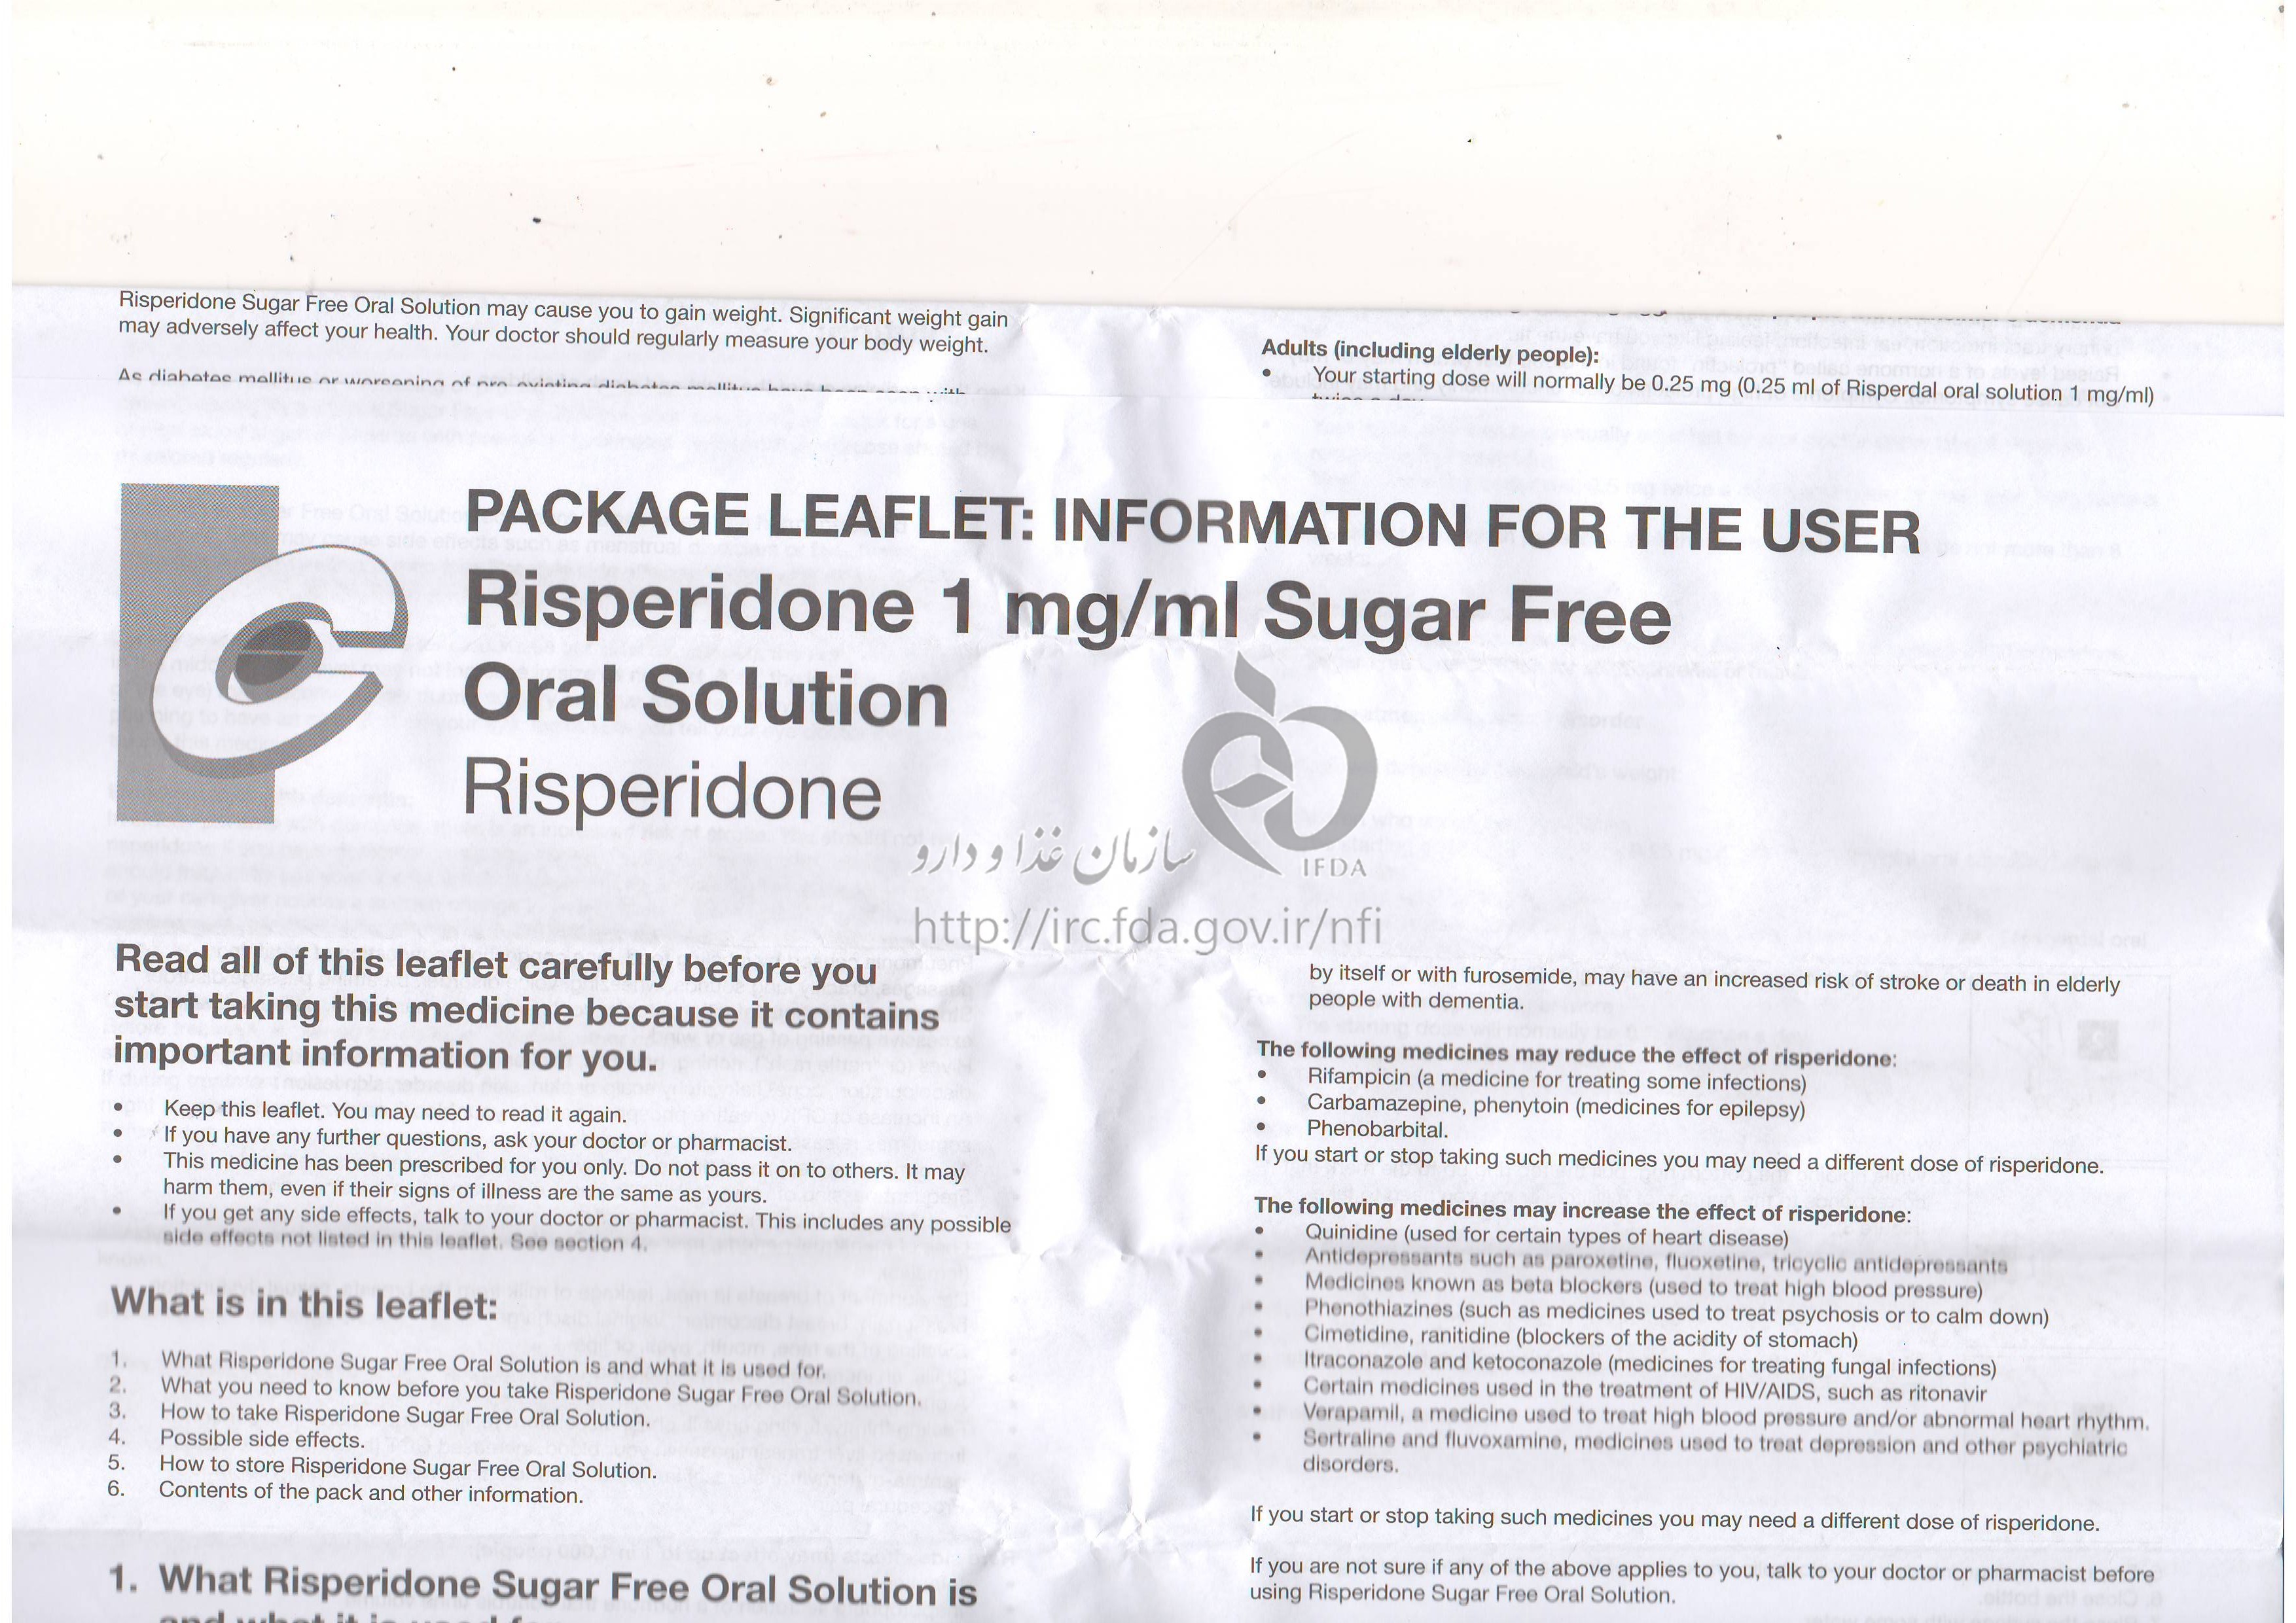 Risperidone Sugar Free Oral Solution may cause you to gain weight. Significant weight gain
may adversely affect your health. Your doctor should regularly measure your body weight.
As diabetes mellitus or worsening of pre-existing diabetes mellitus have been seen with
Adults (including elderly people):
• Your starting dose will normally be 0.25 mg (0.25 ml of Risperdal oral solution 1 mg/ml)
twice a day
PACKAGE LEAFLET: INFORMATION FOR THE USER
Risperidone 1 mg/ml Sugar Free
Oral Solution
Risperidone
سازمان غذا و دارو
IFDA
http://irc.fda.gov.ir/nfi
Read all of this leaflet carefully before you
start taking this medicine because it contains
important information for you.
• Keep this leaflet. You may need to read it again.
• If you have any further questions, ask your doctor or pharmacist.
• This medicine has been prescribed for you only. Do not pass it on to others. It may
harm them, even if their signs of illness are the same as yours.
• If you get any side effects, talk to your doctor or pharmacist. This includes any possible
side effects not listed in this leaflet. See section 4.
What is in this leaflet:
1. What Risperidone Sugar Free Oral Solution is and what it is used for.
2. What you need to know before you take Risperidone Sugar Free Oral Solution.
3. How to take Risperidone Sugar Free Oral Solution.
4. Possible side effects.
5. How to store Risperidone Sugar Free Oral Solution.
6. Contents of the pack and other information.
1. What Risperidone Sugar Free Oral Solution is
and what it is used for
by itself or with furosemide, may have an increased risk of stroke or death in elderly
people with dementia.
The following medicines may reduce the effect of risperidone:
• Rifampicin (a medicine for treating some infections)
• Carbamazepine, phenytoin (medicines for epilepsy)
• Phenobarbital.
If you start or stop taking such medicines you may need a different dose of risperidone.
The following medicines may increase the effect of risperidone:
• Quinidine (used for certain types of heart disease)
• Antidepressants such as paroxetine, fluoxetine, tricyclic antidepressants
• Medicines known as beta blockers (used to treat high blood pressure)
• Phenothiazines (such as medicines used to treat psychosis or to calm down)
• Cimetidine, ranitidine (blockers of the acidity of stomach)
• Itraconazole and ketoconazole (medicines for treating fungal infections)
• Certain medicines used in the treatment of HIV/AIDS, such as ritonavir
• Verapamil, a medicine used to treat high blood pressure and/or abnormal heart rhythm.
• Sertraline and fluvoxamine, medicines used to treat depression and other psychiatric
disorders.
If you start or stop taking such medicines you may need a different dose of risperidone.
If you are not sure if any of the above applies to you, talk to your doctor or pharmacist before
using Risperidone Sugar Free Oral Solution.